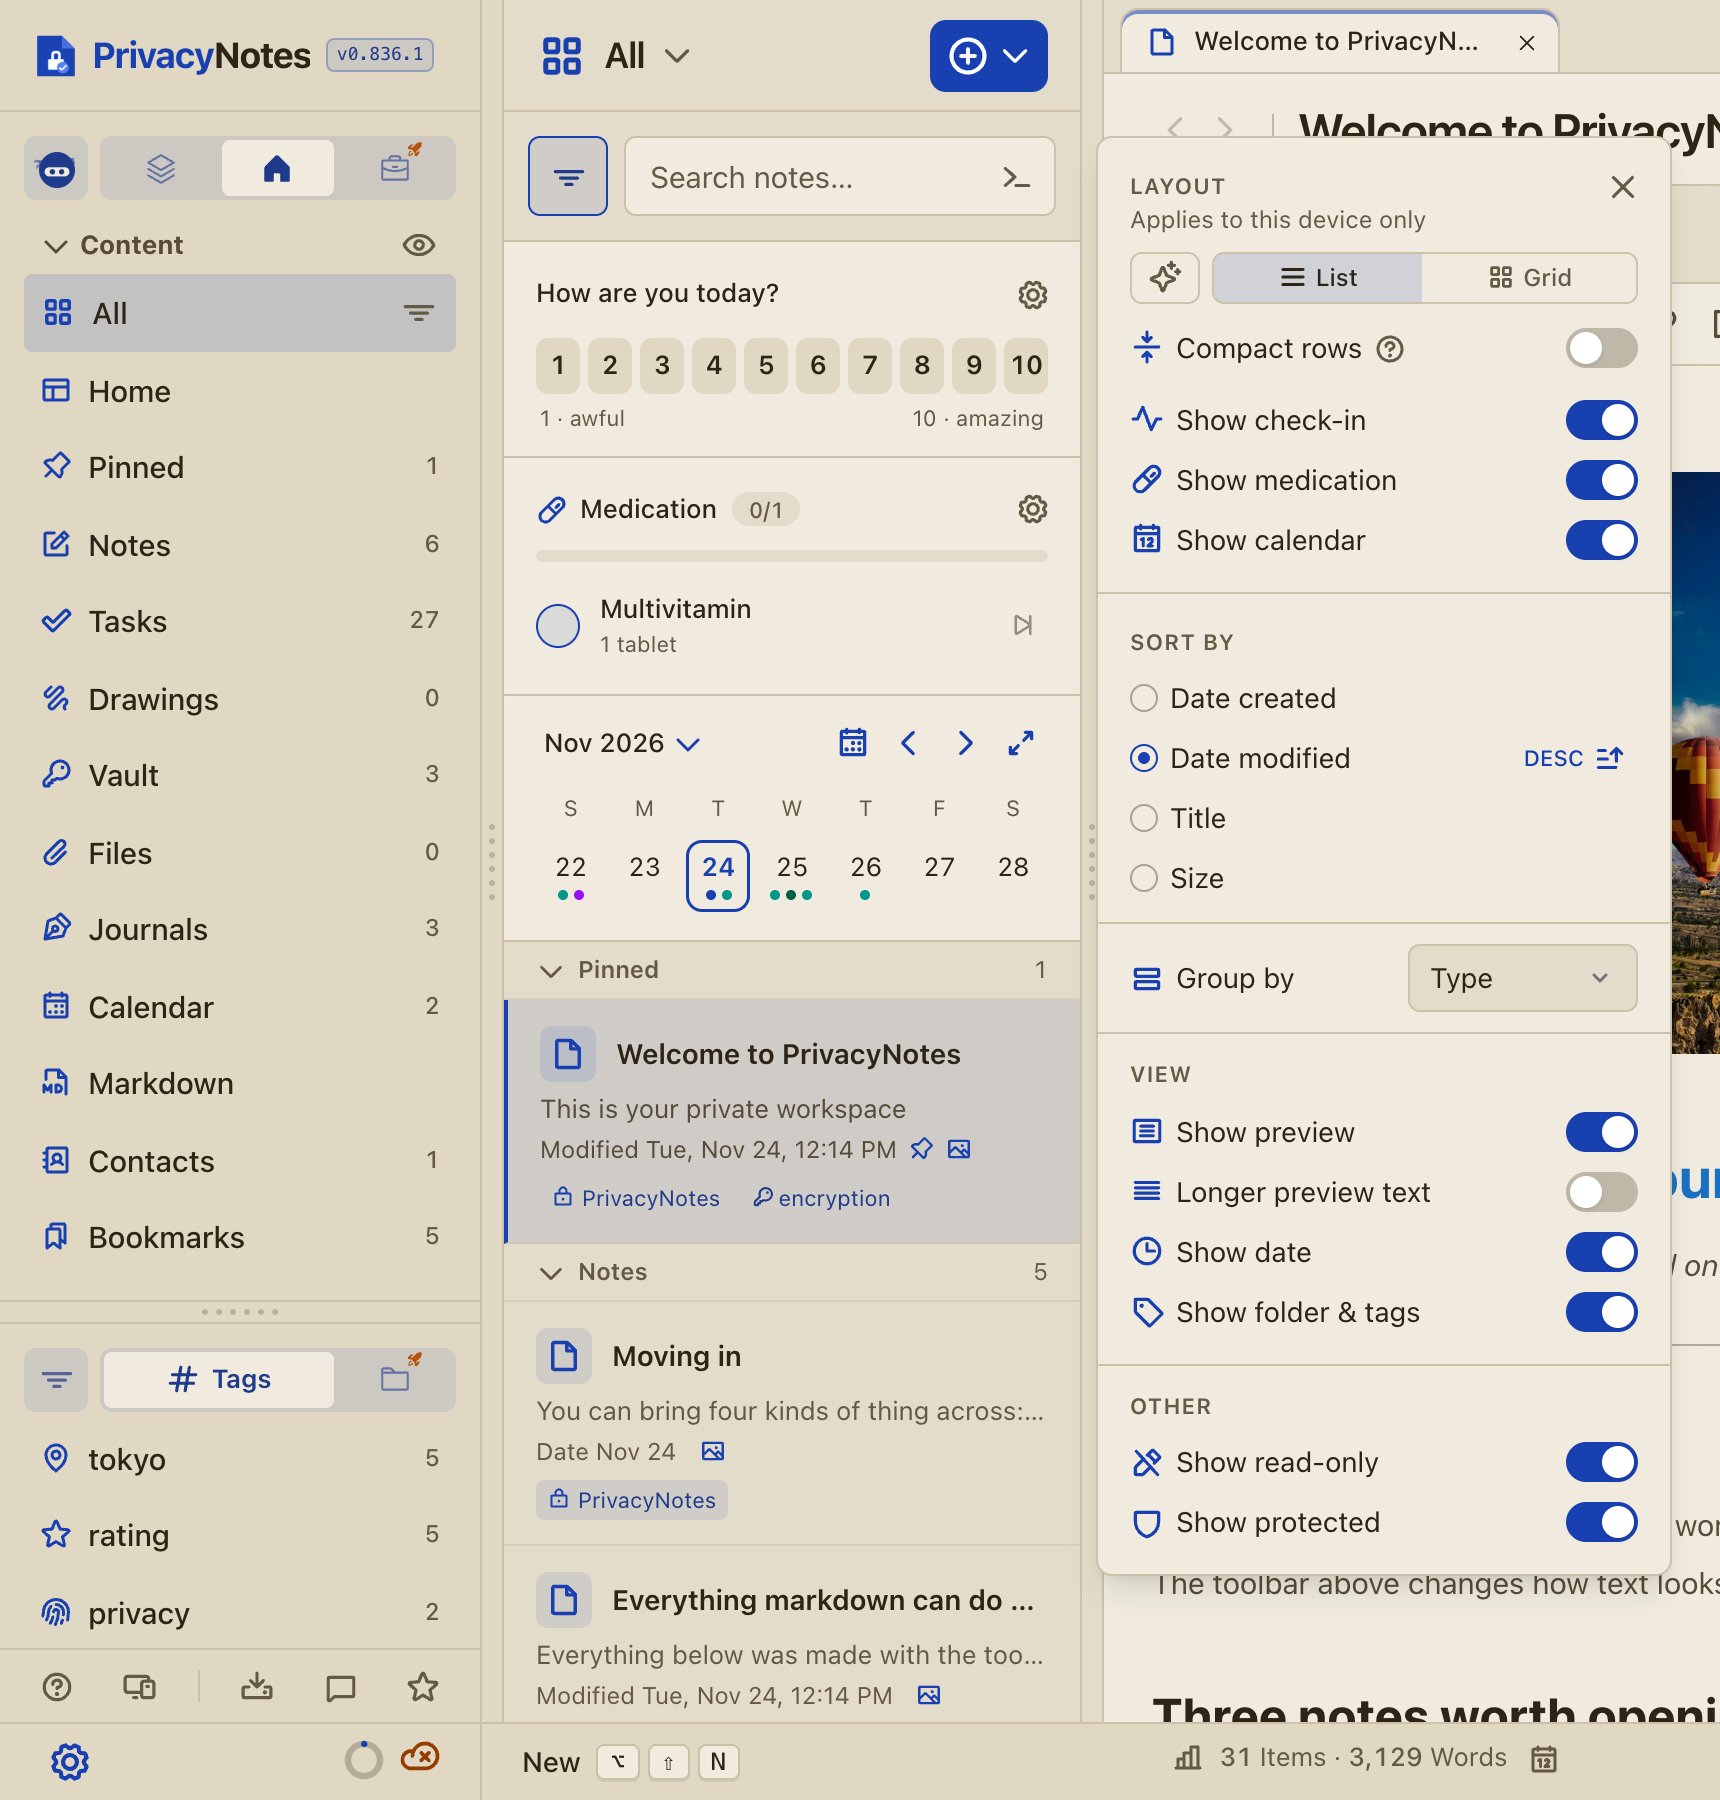 PrivacyNotes v0.836.1
Content
All
Home
Pinned 1
Notes 6
Tasks 27
Drawings 0
Vault 3
Files 0
Journals 3
Calendar 2
MD Markdown
Contacts 1
Bookmarks 5
# Tags
tokyo 5
rating 5
privacy 2
All
Search notes...
How are you today?
1 2 3 4 5 6 7 8 9 10
1 · awful 10 · amazing
Medication 0/1
Multivitamin
1 tablet
Nov 2026
S M T W T F S
22 23 24 25 26 27 28
Pinned 1
Welcome to PrivacyNotes
This is your private workspace
Modified Tue, Nov 24, 12:14 PM
PrivacyNotes encryption
Notes 5
Moving in
You can bring four kinds of thing across:...
Date Nov 24
PrivacyNotes
Everything markdown can do ...
Everything below was made with the too...
Modified Tue, Nov 24, 12:14 PM
New ⌥ ⇧ N
Welcome to PrivacyN...
Welcome to PrivacyN
LAYOUT
Applies to this device only
List Grid
Compact rows
Show check-in
Show medication
12 Show calendar
SORT BY
Date created
Date modified DESC
Title
Size
Group by Type
VIEW
Show preview
Longer preview text
Show date
Show folder & tags
OTHER
Show read-only
Show protected
our
on
wor
The toolbar above changes how text looks
Three notes worth openi
31 Items · 3,129 Words 12